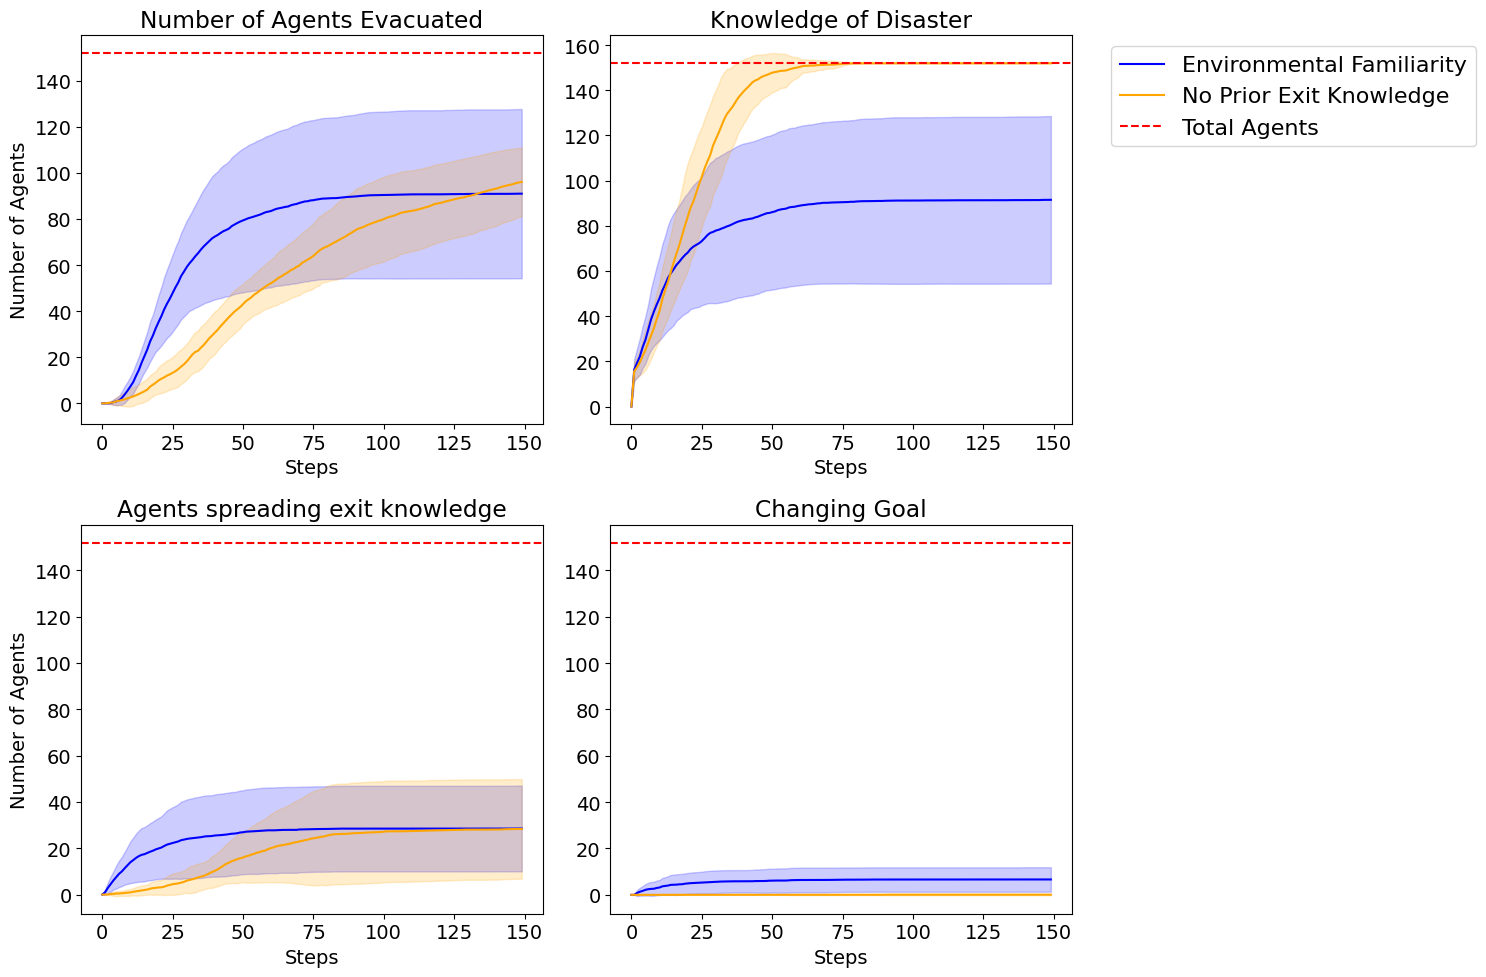 Number of Agents Evacuated
Number of Agents
140
120
100
80
60
40
20
0
0 25 50 75 100 125 150
Steps
Knowledge of Disaster
160
140
120
100
80
60
40
20
0
0 25 50 75 100 125 150
Steps
Environmental Familiarity
No Prior Exit Knowledge
Total Agents
Agents spreading exit knowledge
Number of Agents
140
120
100
80
60
40
20
0
0 25 50 75 100 125 150
Steps
Changing Goal
140
120
100
80
60
40
20
0
0 25 50 75 100 125 150
Steps